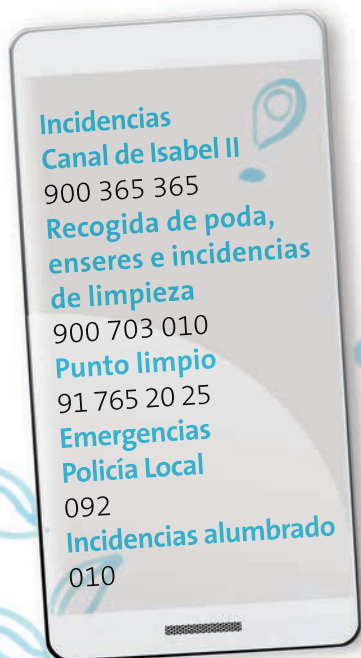 Incidencias
Canal de Isabel II
900 365 365
Recogida de poda,
enseres e incidencias
de limpieza
900 703 010
Punto limpio
91 765 20 25
Emergencias
Policía Local
092
Incidencias alumbrado
010